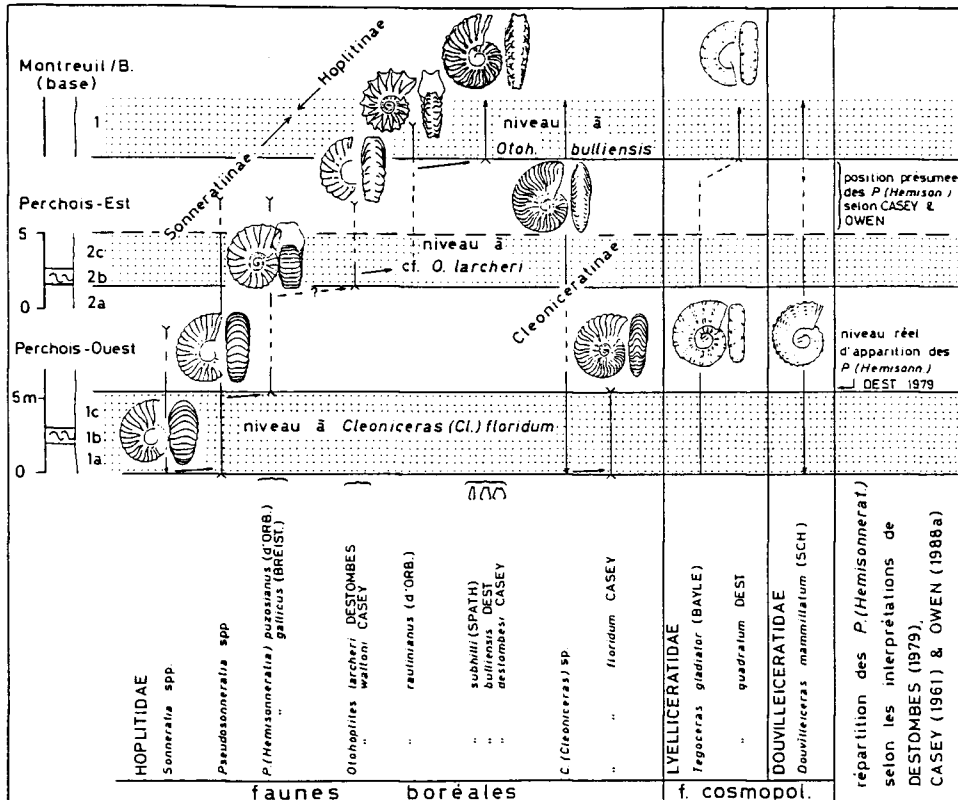 Montreuil /B.
(base)
1
Hoplitinae
Sonneratiinae
niveau à
Otoh. bulliensis
position présumée
des P.(Hemison.)
selon CASEY &
OWEN
Perchois-Est
5
2c
2b
2a
0
niveau à
cf. O. larcheri
?
Cleoniceratinae
Perchois-Ouest
5m
1c
1b
1a
0
niveau à Cleoniceras (Cl.) floridum
niveau réel
d'apparition des
P.(Hemisonn.)
DEST 1979
HOPLITIDAE
Sonneratia spp.
Pseudosonneratia spp
P.(Hemisonneratia) puzosianus (d'ORB.)
" gallicus (BREIST.)
Otohoplites larcheri DESTOMBES
" walloni CASEY
" raulinianus (d'ORB.)
" subhilli (SPATH)
" bulliensis DEST
" destombesi CASEY
C.(Cleoniceras) sp.
" " floridum CASEY
LYELLICERATIDAE
Tegoceras gladiator (BAYLE)
" quadratum DEST
DOUVILLEICERATIDAE
Douvilleiceras mammillatum (SCH)
répartition des P.(Hemisonnerat.)
selon les interprétations de
DESTOMBES (1979),
CASEY (1961) & OWEN (1988a)
faunes boréales
f. cosmopol.